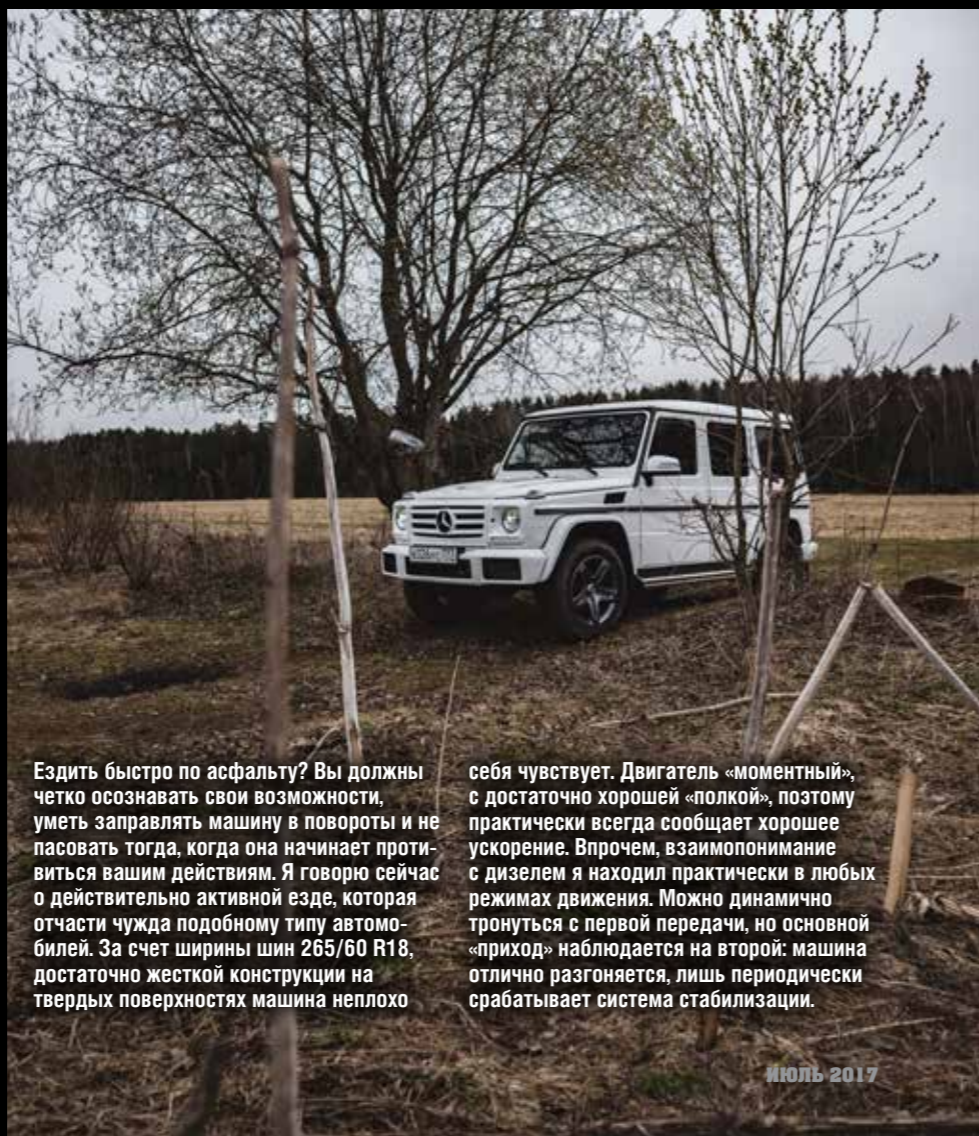 Ездить быстро по асфальту? Вы должны
четко осознавать свои возможности,
уметь заправлять машину в повороты и не
пасовать тогда, когда она начинает проти-
виться вашим действиям. Я говорю сейчас
о действительно активной езде, которая
отчасти чужда подобному типу автомо-
билей. За счет ширины шин 265/60 R18,
достаточно жесткой конструкции на
твердых поверхностях машина неплохо
себя чувствует. Двигатель «моментный»,
с достаточно хорошей «полкой», поэтому
практически всегда сообщает хорошее
ускорение. Впрочем, взаимопонимание
с дизелем я находил практически в любых
режимах движения. Можно динамично
тронуться с первой передачи, но основной
«приход» наблюдается на второй: машина
отлично разгоняется, лишь периодически
срабатывает система стабилизации.
ИЮЛЬ 2017